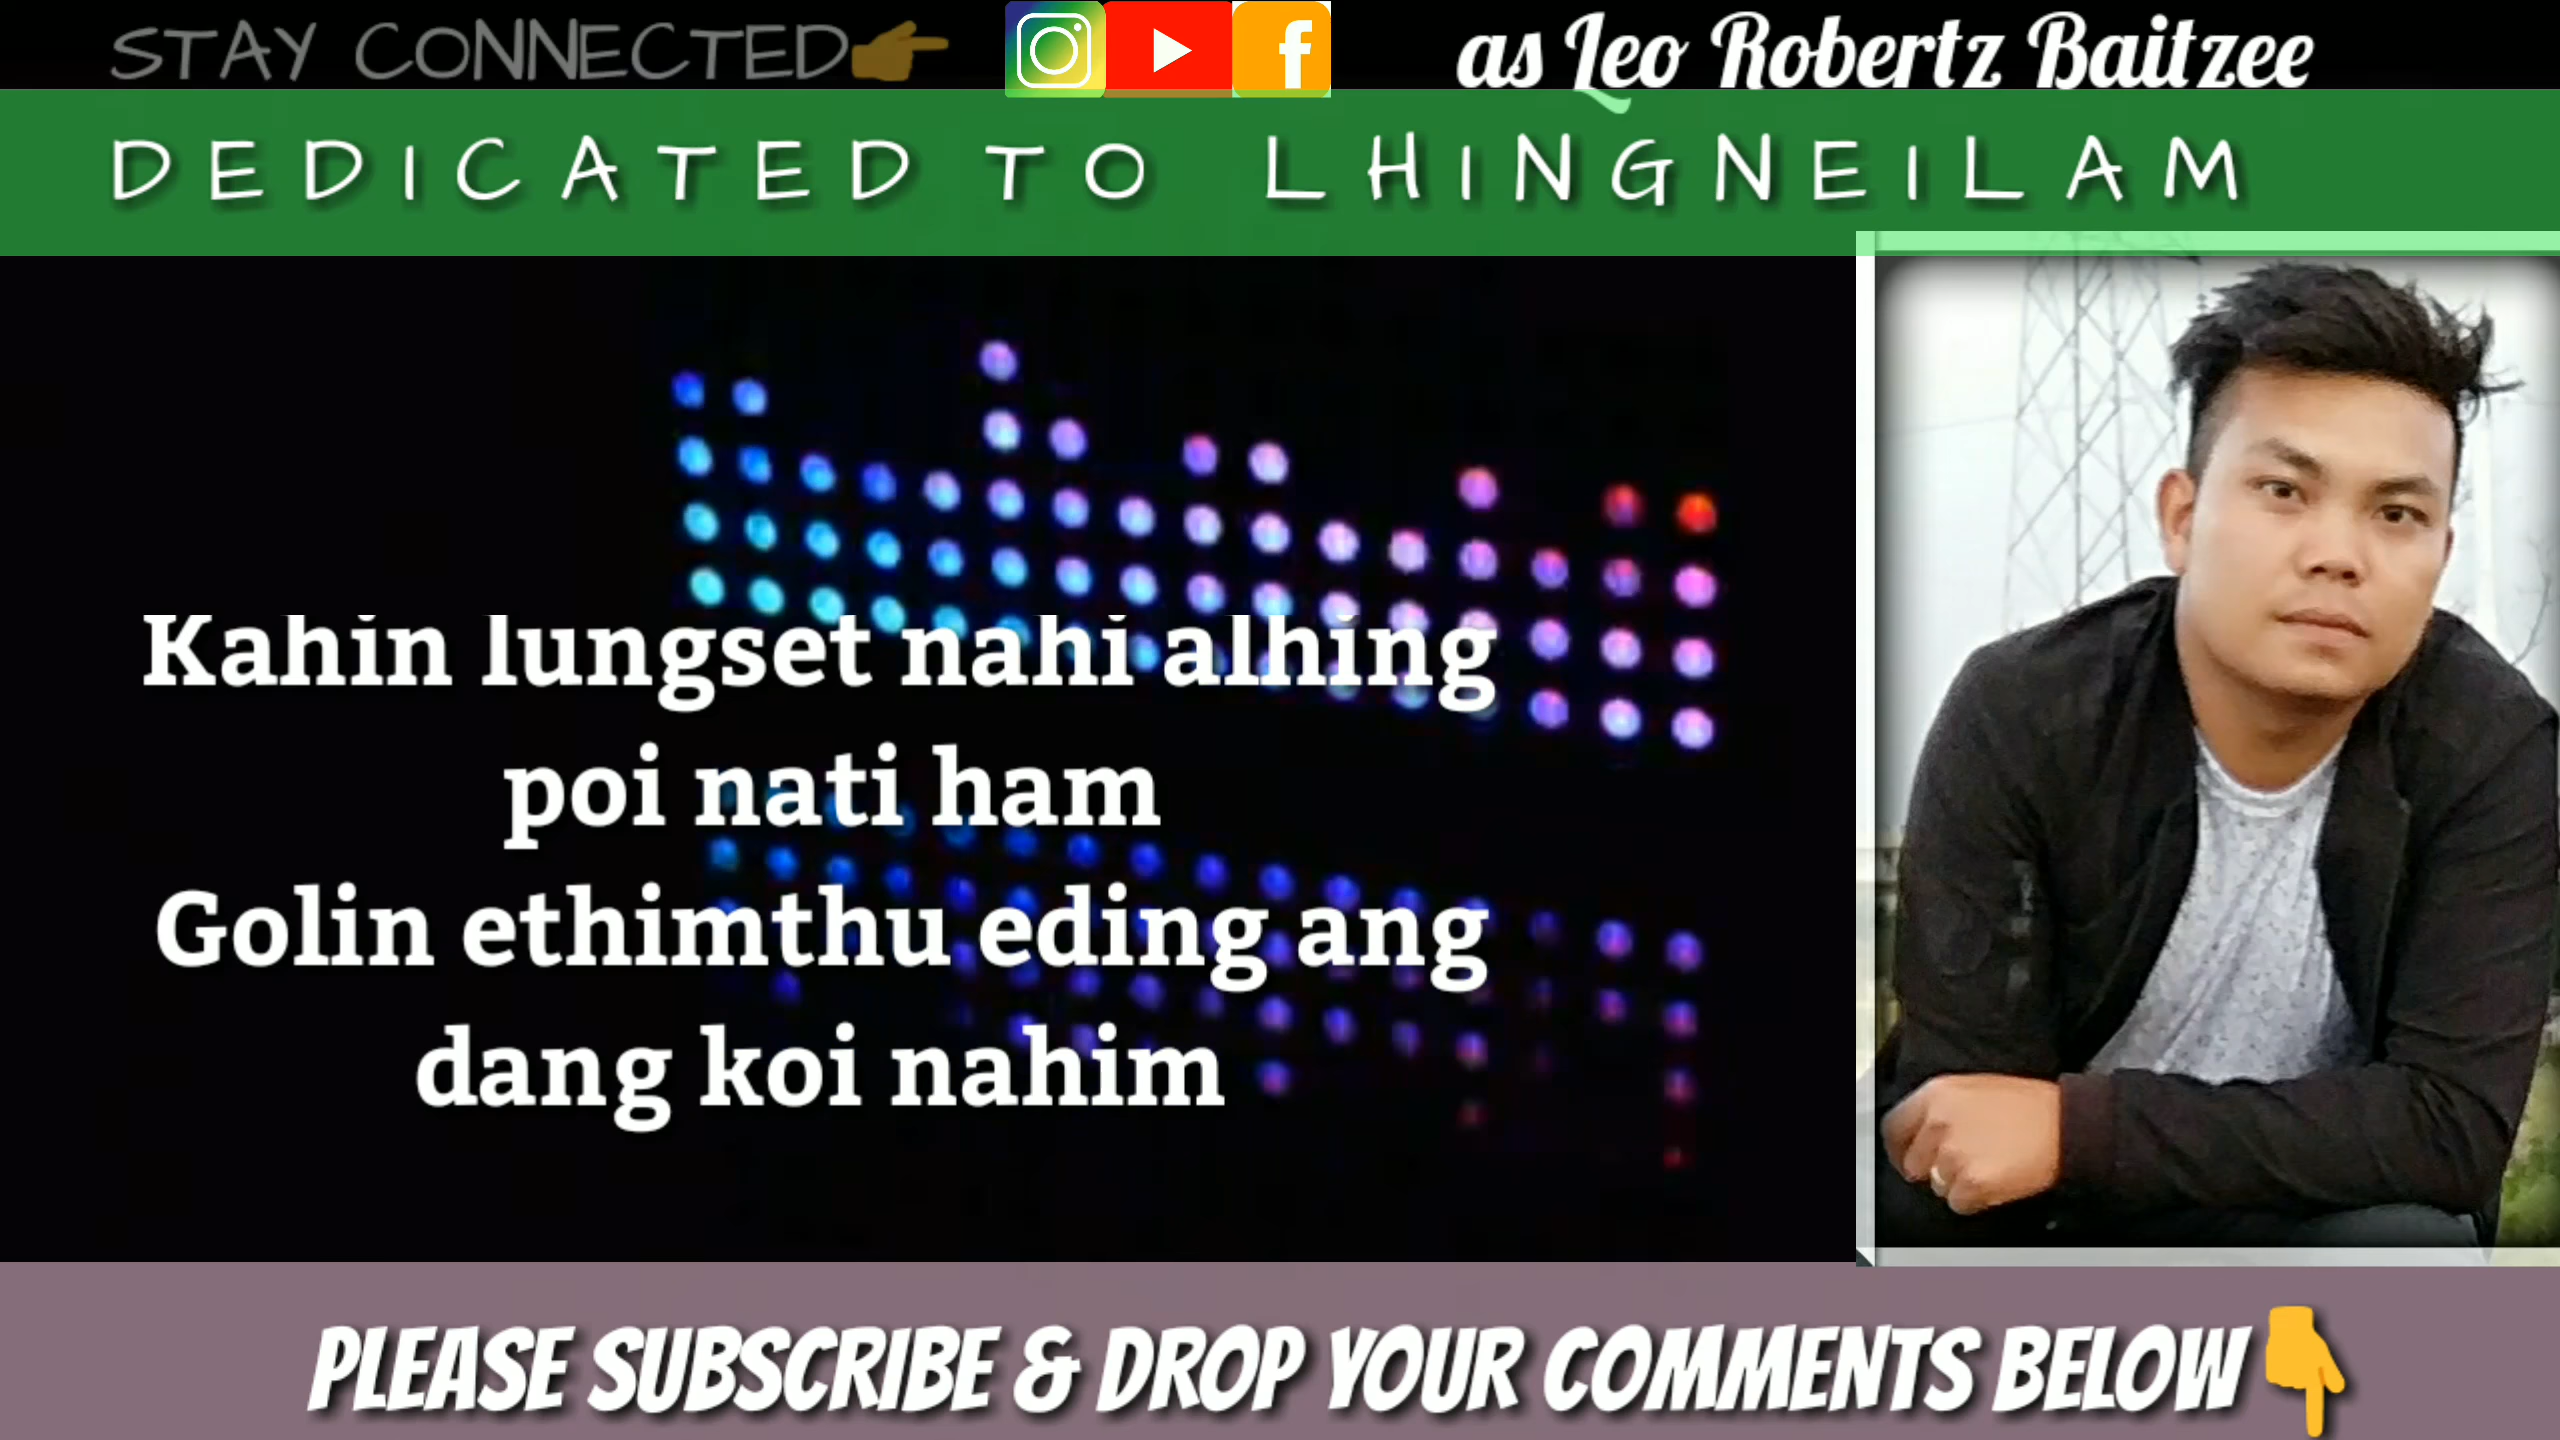 STAY CONNECTED👉 as Leo Robertz Baitzee
DEDICATED TO LHINGNEILAM
Kahin lungset nahi alhing
poi nati ham
Golin ethimthu eding ang
dang koi nahim
PLEASE SUBSCRIBE & DROP YOUR COMMENTS BELOW👇